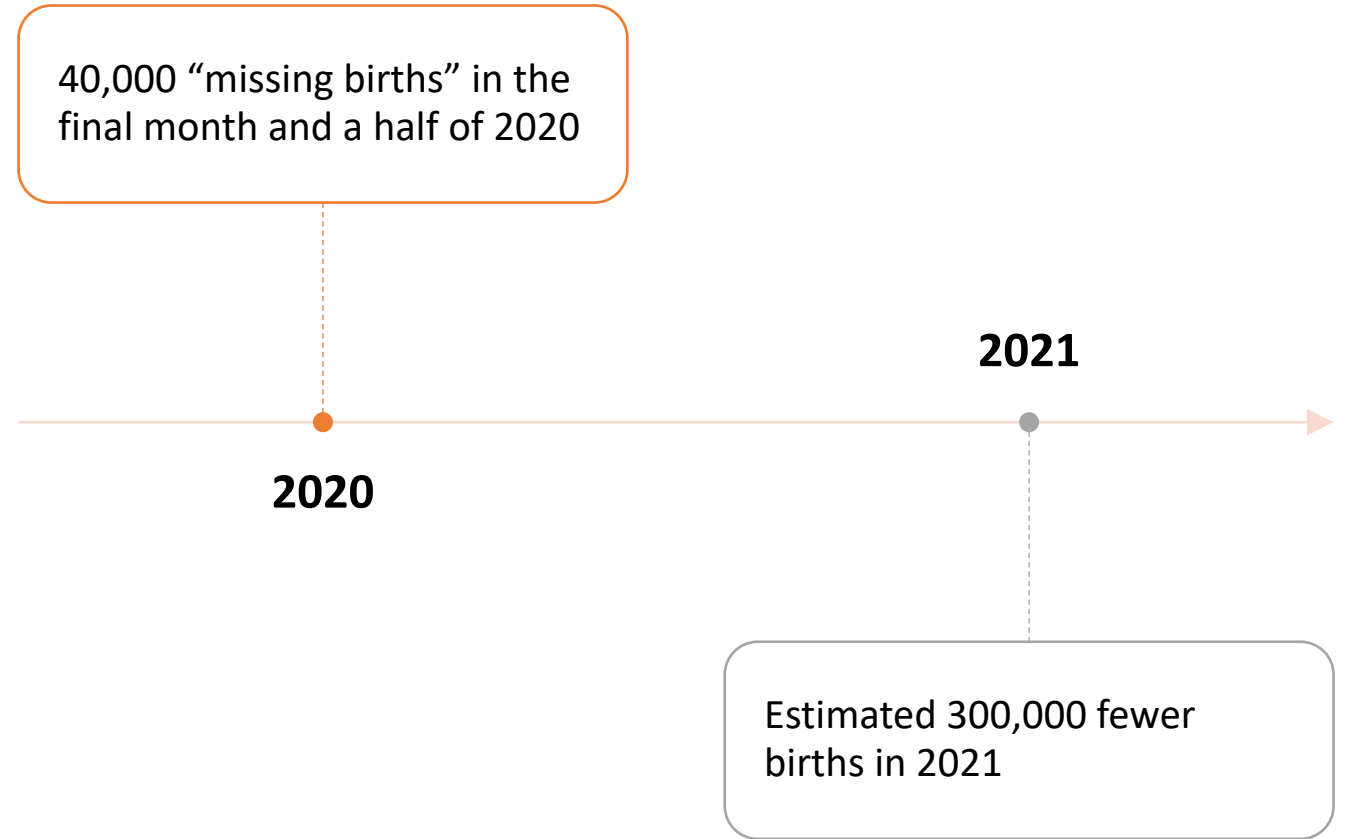 40,000 “missing births” in the
final month and a half of 2020
2021
2020
Estimated 300,000 fewer
births in 2021